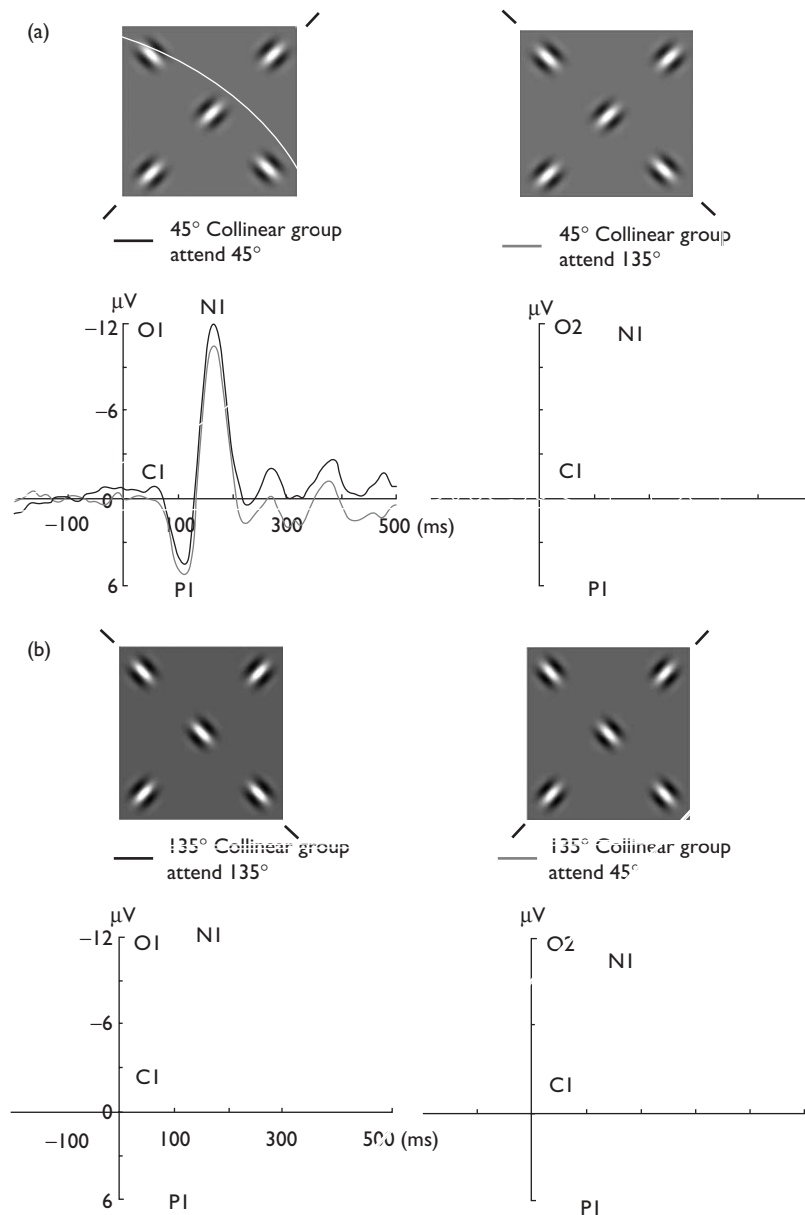 (a)
45° Collinear group
attend 45°
45° Collinear group
attend 135°
μV
−12
O1
N1
−6
C1
0
−100
100
300
500 (ms)
6
P1
μV
O2
N1
C1
P1
(b)
135° Collinear group
attend 135°
135° Collinear group
attend 45°
μV
−12
O1
N1
−6
C1
0
−100
100
300
500 (ms)
6
P1
μV
O2
N1
C1
P1